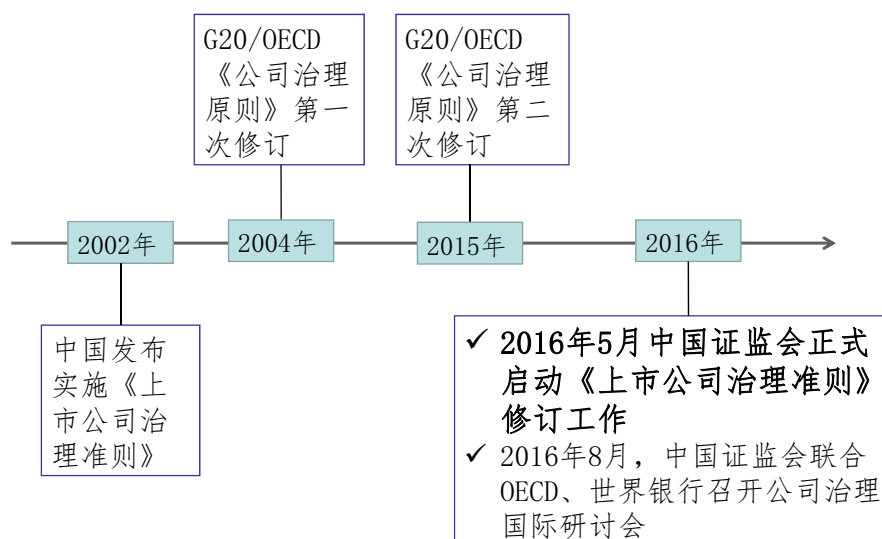 G20/OECD
《公司治理
原则》第一
次修订
G20/OECD
《公司治理
原则》第二
次修订
2002年
2004年
2015年
2016年
中国发布
实施《上
市公司治
理准则》
✓ 2016年5月中国证监会正式
启动《上市公司治理准则》
修订工作
✓ 2016年8月，中国证监会联合
OECD、世界银行召开公司治理
国际研讨会